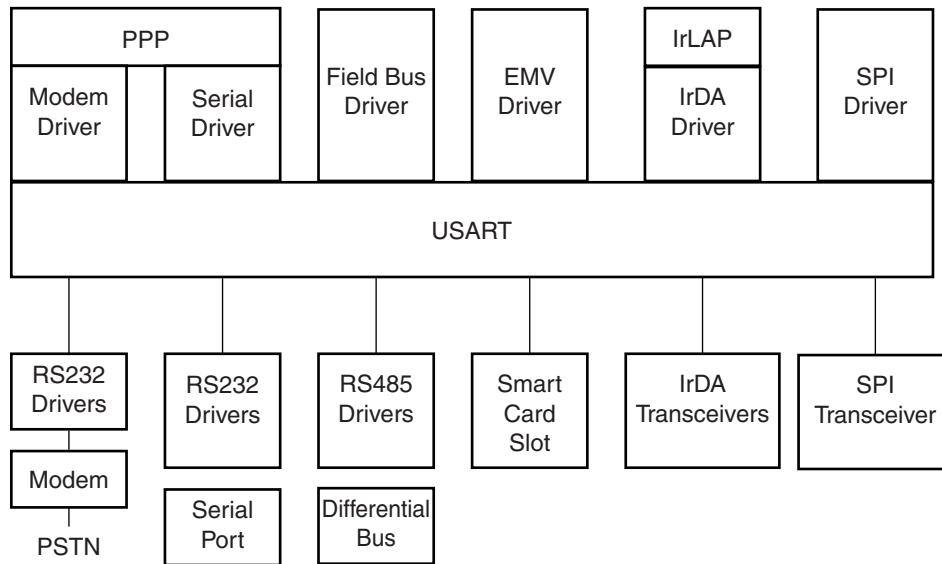 PPP
Modem
Driver
Serial
Driver
Field Bus
Driver
EMV
Driver
IrLAP
IrDA
Driver
SPI
Driver
USART
RS232
Drivers
Modem
PSTN
RS232
Drivers
Serial
Port
RS485
Drivers
Differential
Bus
Smart
Card
Slot
IrDA
Transceivers
SPI
Transceiver